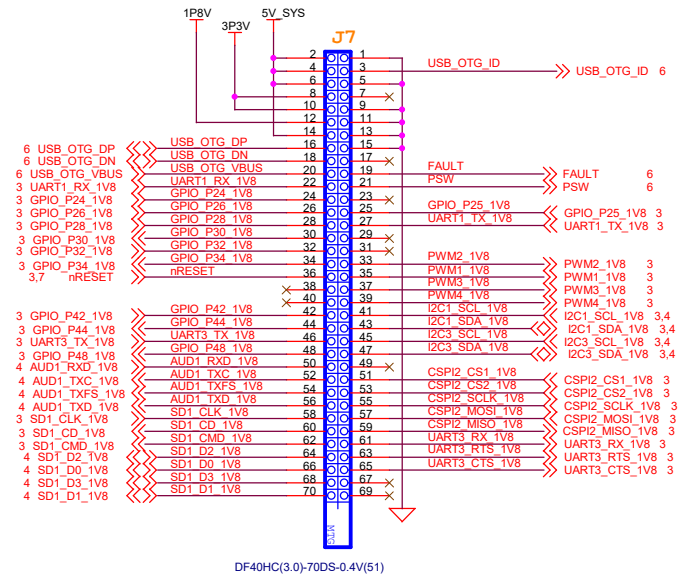 1P8V 3P3V 5V_SYS
J7
2 1
4 3 USB_OTG_ID USB_OTG_ID 6
6 5
8 7
10 9
12 11
14 13
6 USB_OTG_DP USB_OTG_DP 16 15
6 USB_OTG_DN USB_OTG_DN 18 17
6 USB_OTG_VBUS USB_OTG_VBUS 20 19 FAULT FAULT 6
3 UART1_RX_1V8 UART1_RX_1V8 22 21 PSW PSW 6
3 GPIO_P24_1V8 GPIO_P24_1V8 24 23
3 GPIO_P26_1V8 GPIO_P26_1V8 26 25 GPIO_P25_1V8 GPIO_P25_1V8 3
3 GPIO_P28_1V8 GPIO_P28_1V8 28 27 UART1_TX_1V8 UART1_TX_1V8 3
3 GPIO_P30_1V8 GPIO_P30_1V8 30 29
3 GPIO_P32_1V8 GPIO_P32_1V8 32 31
3 GPIO_P34_1V8 GPIO_P34_1V8 34 33 PWM2_1V8 PWM2_1V8 3
3,7 nRESET nRESET 36 35 PWM1_1V8 PWM1_1V8 3
38 37 PWM3_1V8 PWM3_1V8 3
40 39 PWM4_1V8 PWM4_1V8 3
3 GPIO_P42_1V8 GPIO_P42_1V8 42 41 I2C1_SCL_1V8 I2C1_SCL_1V8 3,4
3 GPIO_P44_1V8 GPIO_P44_1V8 44 43 I2C1_SDA_1V8 I2C1_SDA_1V8 3,4
3 UART3_TX_1V8 UART3_TX_1V8 46 45 I2C3_SCL_1V8 I2C3_SCL_1V8 3,4
3 GPIO_P48_1V8 GPIO_P48_1V8 48 47 I2C3_SDA_1V8 I2C3_SDA_1V8 3,4
4 AUD1_RXD_1V8 AUD1_RXD_1V8 50 49
4 AUD1_TXC_1V8 AUD1_TXC_1V8 52 51 CSPI2_CS1_1V8 CSPI2_CS1_1V8 3
4 AUD1_TXFS_1V8 AUD1_TXFS_1V8 54 53 CSPI2_CS2_1V8 CSPI2_CS2_1V8 3
4 AUD1_TXD_1V8 AUD1_TXD_1V8 56 55 CSPI2_SCLK_1V8 CSPI2_SCLK_1V8 3
3 SD1_CLK_1V8 SD1_CLK_1V8 58 57 CSPI2_MOSI_1V8 CSPI2_MOSI_1V8 3
3 SD1_CD_1V8 SD1_CD_1V8 60 59 CSPI2_MISO_1V8 CSPI2_MISO_1V8 3
3 SD1_CMD_1V8 SD1_CMD_1V8 62 61 UART3_RX_1V8 UART3_RX_1V8 3
4 SD1_D2_1V8 SD1_D2_1V8 64 63 UART3_RTS_1V8 UART3_RTS_1V8 3
4 SD1_D0_1V8 SD1_D0_1V8 66 65 UART3_CTS_1V8 UART3_CTS_1V8 3
4 SD1_D3_1V8 SD1_D3_1V8 68 67
4 SD1_D1_1V8 SD1_D1_1V8 70 69
MTG
DF40HC(3.0)-70DS-0.4V(51)